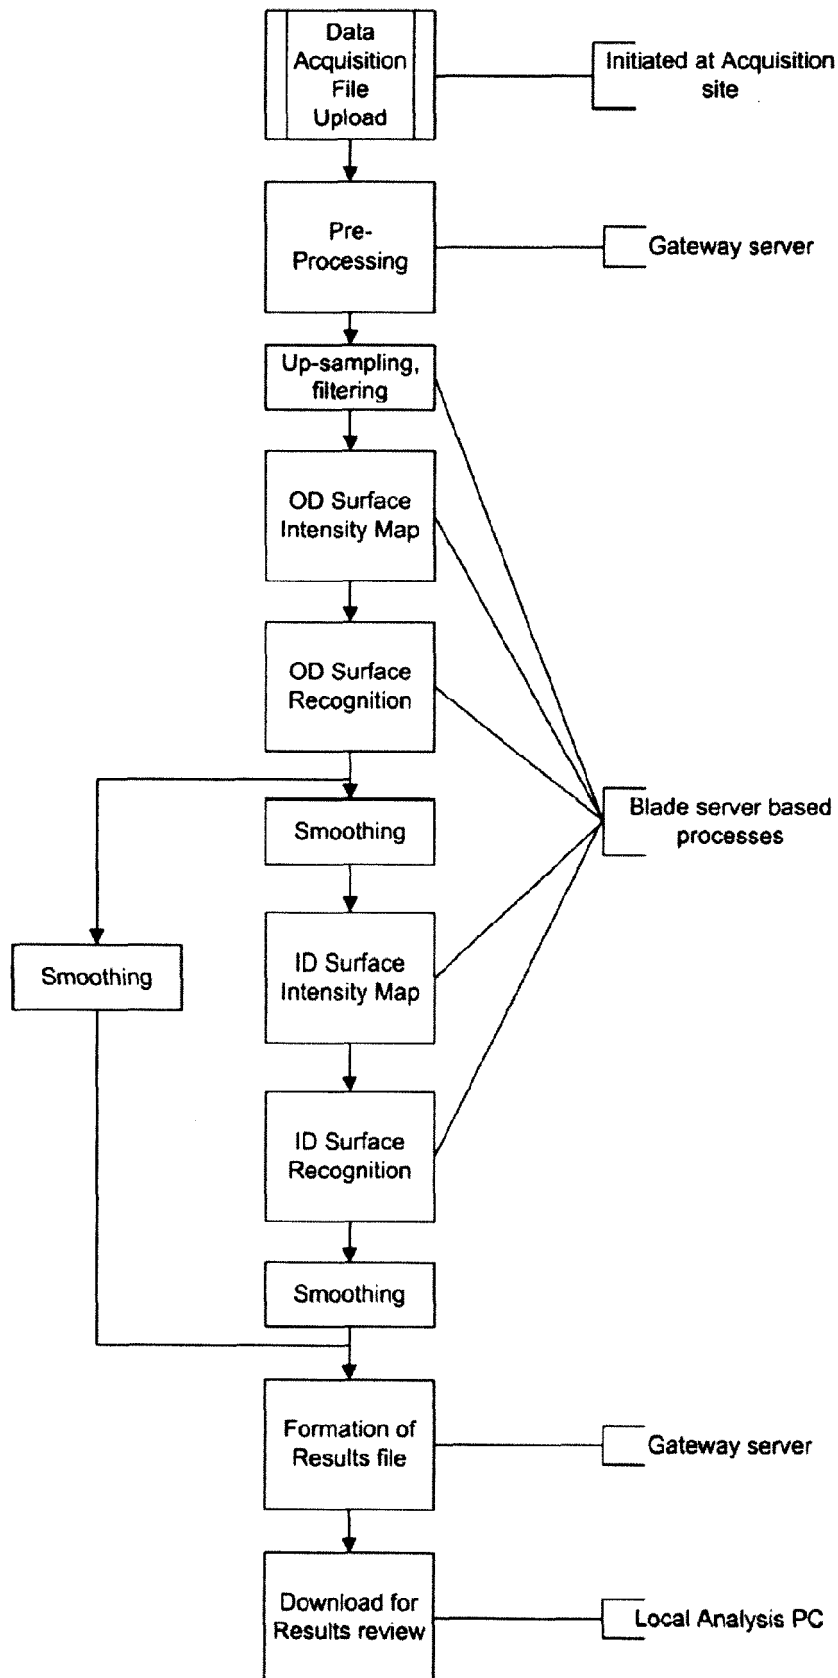 Data
Acquisition
File
Upload
Initiated at Acquisition
site
Pre-
Processing
Gateway server
Up-sampling,
filtering
OD Surface
Intensity Map
OD Surface
Recognition
Smoothing
Blade server based
processes
Smoothing
ID Surface
Intensity Map
ID Surface
Recognition
Smoothing
Formation of
Results file
Gateway server
Download for
Results review
Local Analysis PC